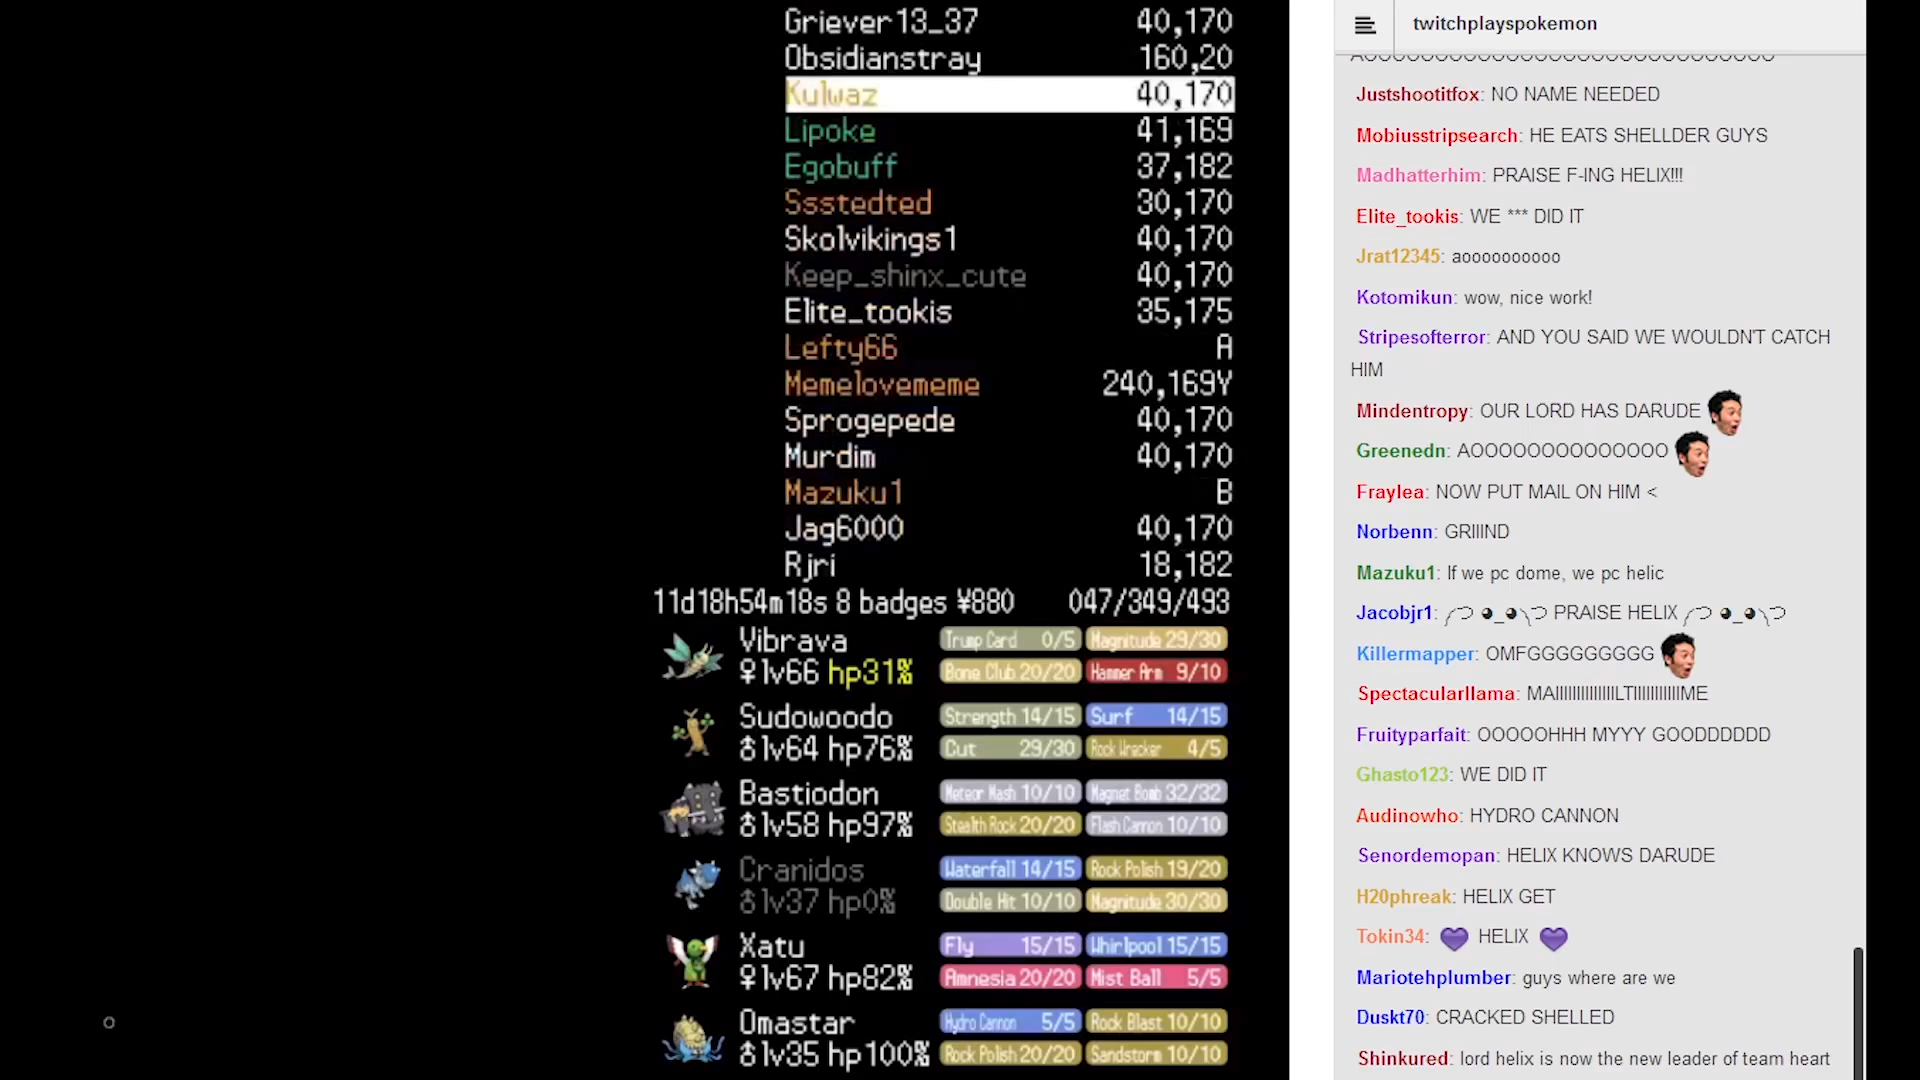 Griever13_37 40,170
Obsidianstray 160,20
Kulwaz 40,170
Lipoke 41,169
Egobuff 37,182
Ssstedted 30,170
Skolvikings1 40,170
Keep_shinx_cute 40,170
Elite_tookis 35,175
Lefty66 A
Memelovememe 240,169Y
Sprogepede 40,170
Murdim 40,170
Mazuku1 B
Jag6000 40,170
Rjri 18,182
11d18h54m18s 8 badges ¥880 047/349/493
Vibrava Trump Card 0/5 Magnitude 29/30
♀lv66 hp31% Bone Club 20/20 Hammer Arm 9/10
Sudowoodo Strength 14/15 Surf 14/15
♂lv64 hp76% Cut 29/30 Rock Wrecker 4/5
Bastiodon Meteor Mash 10/10 Magnet Bomb 32/32
♂lv58 hp97% Stealth Rock 20/20 Flash Cannon 10/10
Cranidos Waterfall 14/15 Rock Polish 19/20
♂lv37 hp0% Double Hit 10/10 Magnitude 30/30
Xatu Fly 15/15 Whirlpool 15/15
♀lv67 hp82% Amnesia 20/20 Mist Ball 5/5
Omastar Hydro Cannon 5/5 Rock Blast 10/10
♂lv35 hp100% Rock Polish 20/20 Sandstorm 10/10
twitchplayspokemon
Justshootitfox: NO NAME NEEDED
Mobiusstripsearch: HE EATS SHELLDER GUYS
Madhatterhim: PRAISE F-ING HELIX!!!
Elite_tookis: WE *** DID IT
Jrat12345: aoooooooooo
Kotomikun: wow, nice work!
Stripesofterror: AND YOU SAID WE WOULDN'T CATCH
HIM
Mindentropy: OUR LORD HAS DARUDE
Greenedn: AOOOOOOOOOOOOOO
Fraylea: NOW PUT MAIL ON HIM <
Norbenn: GRIIIND
Mazuku1: If we pc dome, we pc helic
Jacobjr1: ༼つ ◕_◕༽つ PRAISE HELIX ༼つ ◕_◕༽つ
Killermapper: OMFGGGGGGGGG
Spectacularllama: MAIIIIIIIIIIIIIIILTIIIIIIIIIIIME
Fruityparfait: OOOOOHHH MYYY GOODDDDDD
Ghasto123: WE DID IT
Audinowho: HYDRO CANNON
Senordemopan: HELIX KNOWS DARUDE
H20phreak: HELIX GET
Tokin34: HELIX
Mariotehplumber: guys where are we
Duskt70: CRACKED SHELLED
Shinkured: lord helix is now the new leader of team heart